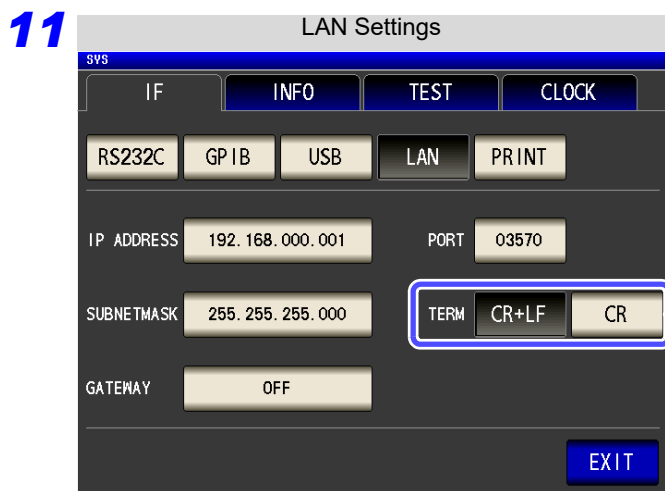 11
LAN Settings
SYS
IF INFO TEST CLOCK
RS232C GPIB USB LAN PRINT
IP ADDRESS 192.168.000.001 PORT 03570
SUBNETMASK 255.255.255.000 TERM CR+LF CR
GATEWAY OFF
EXIT